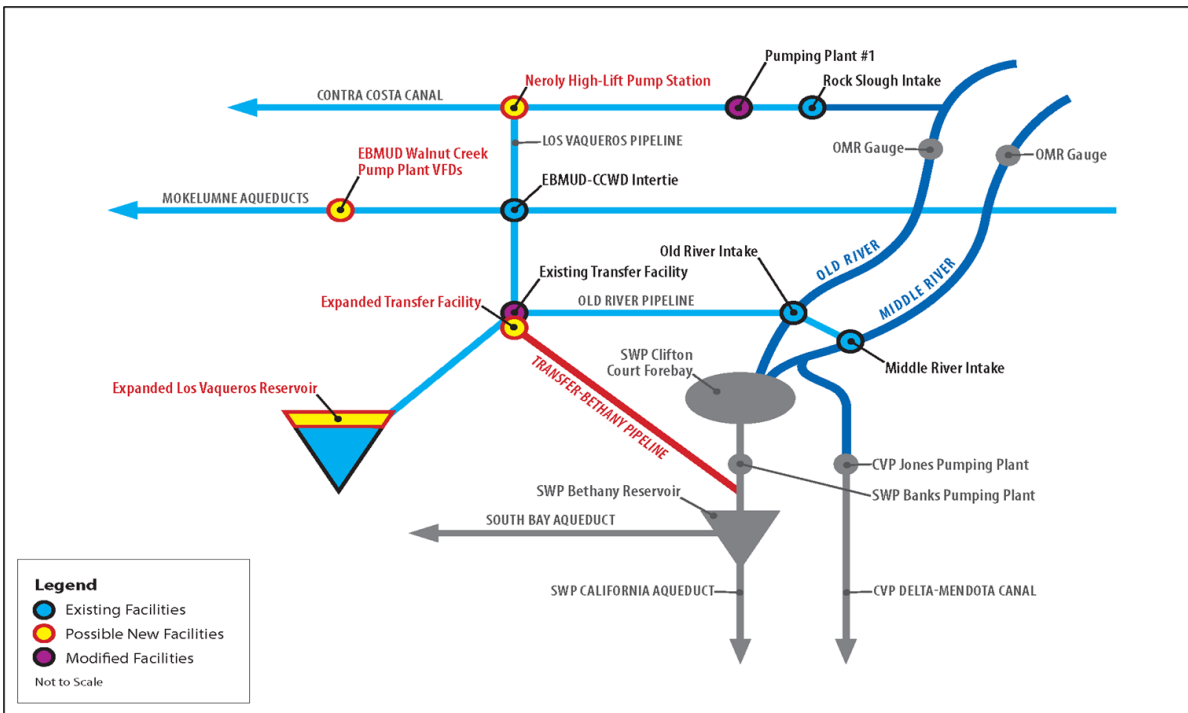 Pumping Plant #1
Neroly High-Lift Pump Station
Rock Slough Intake
CONTRA COSTA CANAL
LOS VAQUEROS PIPELINE
OMR Gauge
OMR Gauge
EBMUD Walnut Creek
Pump Plant VFDs
EBMUD-CCWD Intertie
MOKELUMNE AQUEDUCTS
Old River Intake
OLD RIVER
MIDDLE RIVER
Existing Transfer Facility
Expanded Transfer Facility
OLD RIVER PIPELINE
SWP Clifton
Court Forebay
Middle River Intake
Expanded Los Vaqueros Reservoir
TRANSFER-BETHANY PIPELINE
CVP Jones Pumping Plant
SWP Bethany Reservoir
SWP Banks Pumping Plant
SOUTH BAY AQUEDUCT
SWP CALIFORNIA AQUEDUCT
CVP DELTA-MENDOTA CANAL
Legend
Existing Facilities
Possible New Facilities
Modified Facilities
Not to Scale